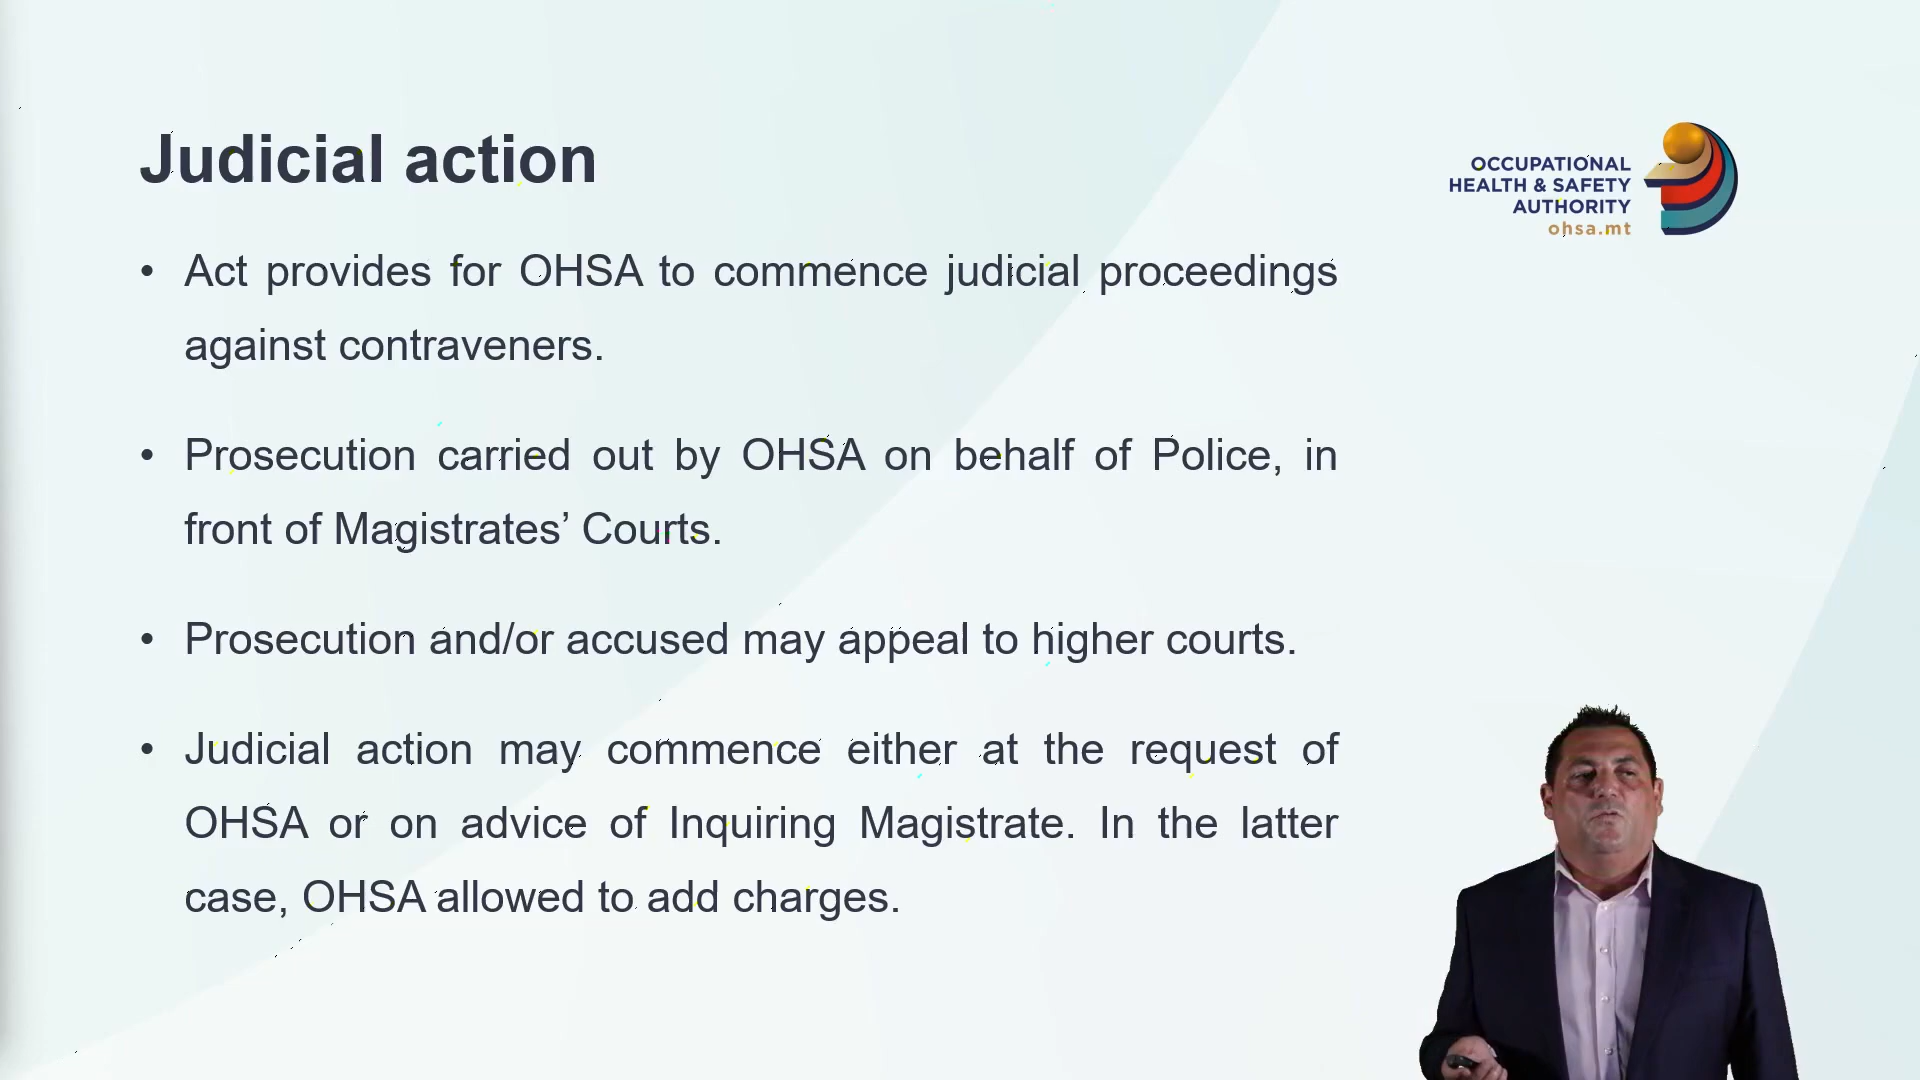 Judicial action
OCCUPATIONAL
HEALTH & SAFETY
AUTHORITY
ohsa.mt
• Act provides for OHSA to commence judicial proceedings
against contraveners.
• Prosecution carried out by OHSA on behalf of Police, in
front of Magistrates’ Courts.
• Prosecution and/or accused may appeal to higher courts.
• Judicial action may commence either at the request of
OHSA or on advice of Inquiring Magistrate. In the latter
case, OHSA allowed to add charges.